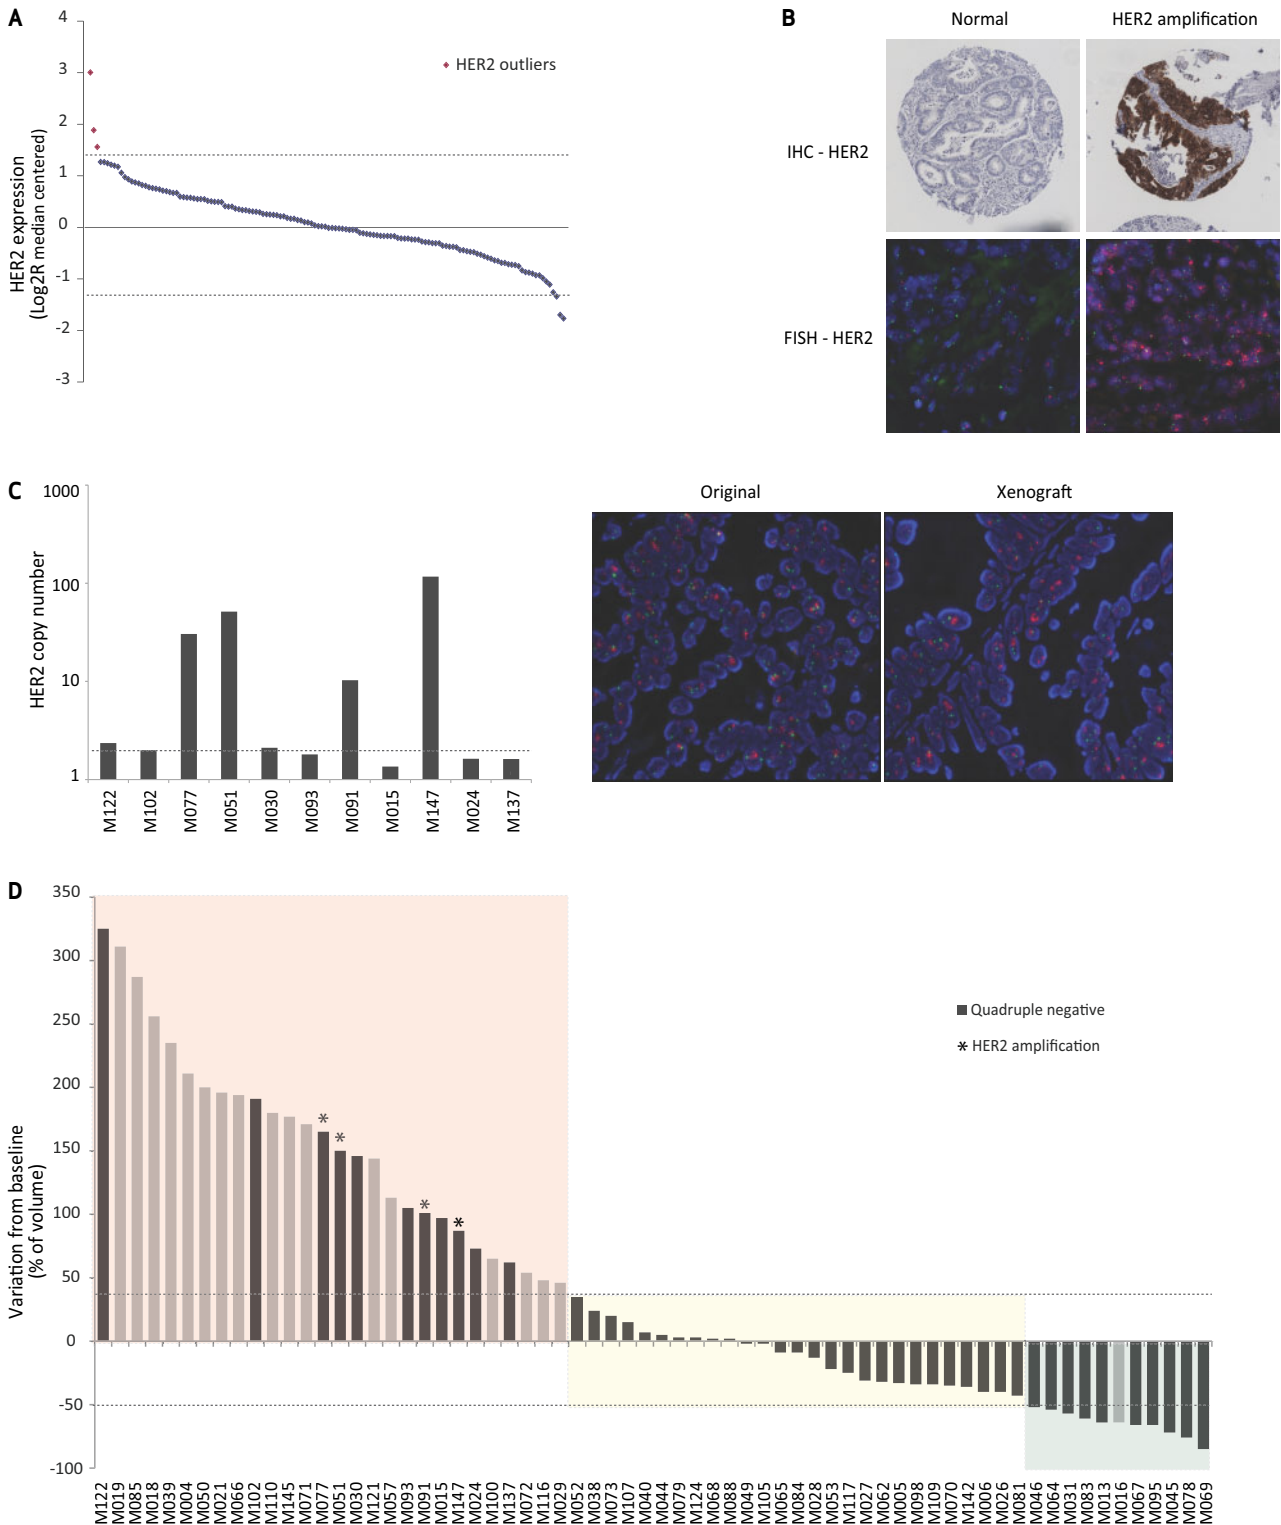 A
4
3
2
1
0
-1
-2
-3
HER2 expression
(Log2R median centered)
HER2 outliers
B
Normal
HER2 amplification
IHC - HER2
FISH - HER2
C
1000
100
10
1
HER2 copy number
M122
M102
M077
M051
M030
M093
M091
M015
M147
M024
M137
Original
Xenograft
D
350
300
250
200
150
100
50
0
-50
-100
Variation from baseline
(% of volume)
Quadruple negative
* HER2 amplification
*
*
*
*
M122
M019
M085
M018
M039
M004
M050
M021
M066
M102
M110
M145
M071
M077
M051
M030
M121
M057
M093
M091
M015
M147
M024
M100
M137
M072
M116
M029
M052
M038
M073
M107
M040
M044
M079
M124
M068
M088
M049
M105
M065
M084
M028
M053
M117
M027
M062
M005
M098
M109
M070
M142
M006
M026
M081
M046
M064
M031
M083
M013
M016
M067
M095
M045
M078
M069